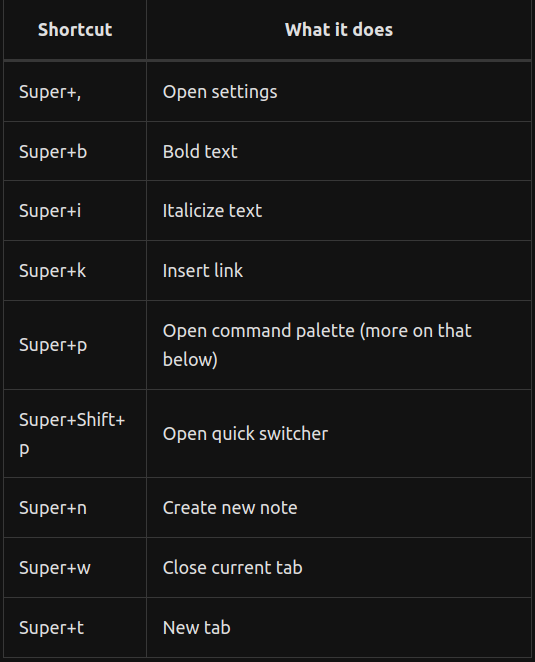 Shortcut What it does
Super+, Open settings
Super+b Bold text
Super+i Italicize text
Super+k Insert link
Super+p Open command palette (more on that
below)
Super+Shift+
p Open quick switcher
Super+n Create new note
Super+w Close current tab
Super+t New tab